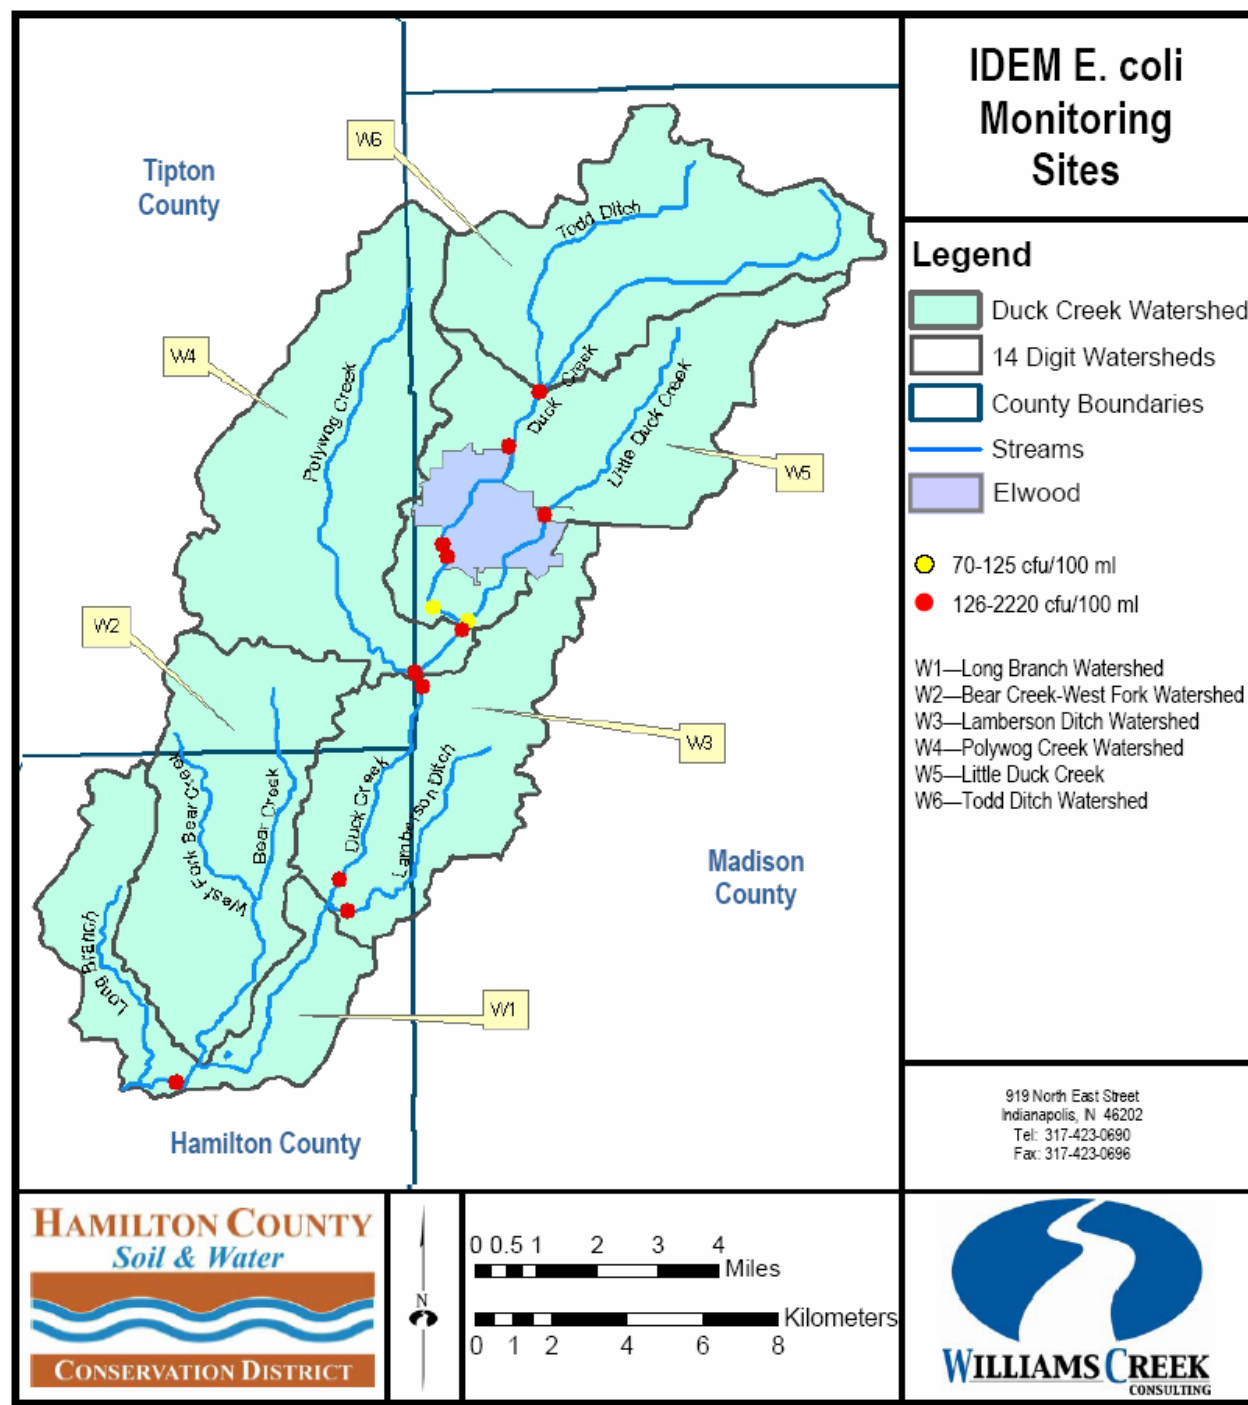 IDEM E. coli
Monitoring
Sites
Legend
Duck Creek Watershed
14 Digit Watersheds
County Boundaries
Streams
Elwood
70-125 cfu/100 ml
126-2220 cfu/100 ml
W1—Long Branch Watershed
W2—Bear Creek-West Fork Watershed
W3—Lamberson Ditch Watershed
W4—Polywog Creek Watershed
W5—Little Duck Creek
W6—Todd Ditch Watershed
919 North East Street
Indianapolis, IN 46202
Tel: 317-423-0690
Fax: 317-423-0696
Tipton
County
W6
Todd Ditch
W4
Polywog Creek
Duck Creek
Little Duck Creek
W5
W2
W3
West Fork Bear Creek
Bear Creek
Duck Creek
Lamberson Ditch
Madison
County
Long Branch
W1
Hamilton County
HAMILTON COUNTY
Soil & Water
CONSERVATION DISTRICT
N
0 0.5 1 2 3 4
Miles
Kilometers
0 1 2 4 6 8
WILLIAMS CREEK
CONSULTING